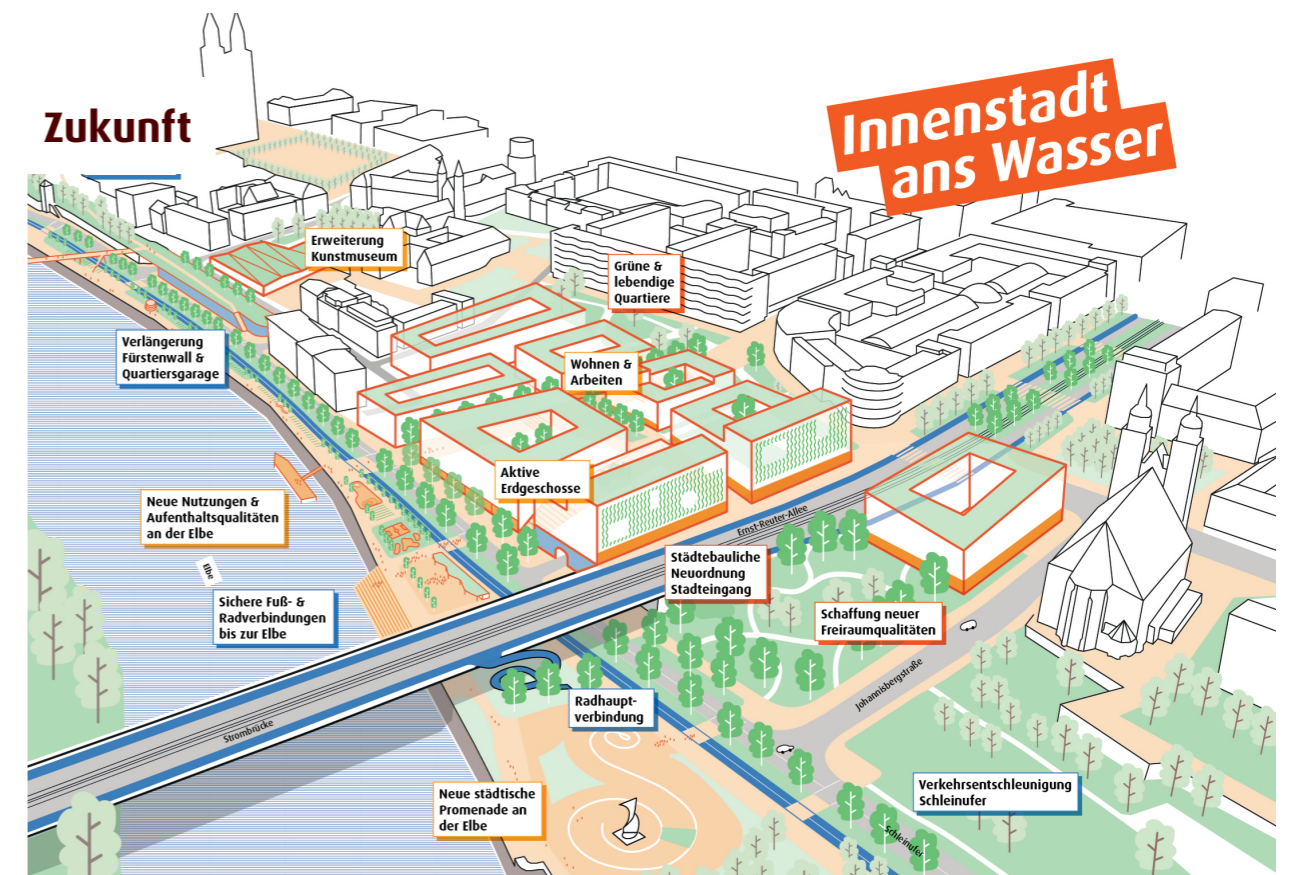 Zukunft
Innenstadt
ans Wasser
Erweiterung
Kunstmuseum
Grüne &
lebendige
Quartiere
Verlängerung
Fürstenwall &
Quartiersgarage
Wohnen &
Arbeiten
Aktive
Erdgeschosse
Neue Nutzungen &
Aufenthaltsqualitäten
an der Elbe
Ernst-Reuter-Allee
Elbe
Städtebauliche
Neuordnung
Stadteingang
Sichere Fuß- &
Radverbindungen
bis zur Elbe
Schaffung neuer
Freiraumqualitäten
Johannisbergstraße
Radhaupt-
verbindung
Strombrücke
Verkehrsentschleunigung
Schleinufer
Neue städtische
Promenade an
der Elbe
Schleinufer